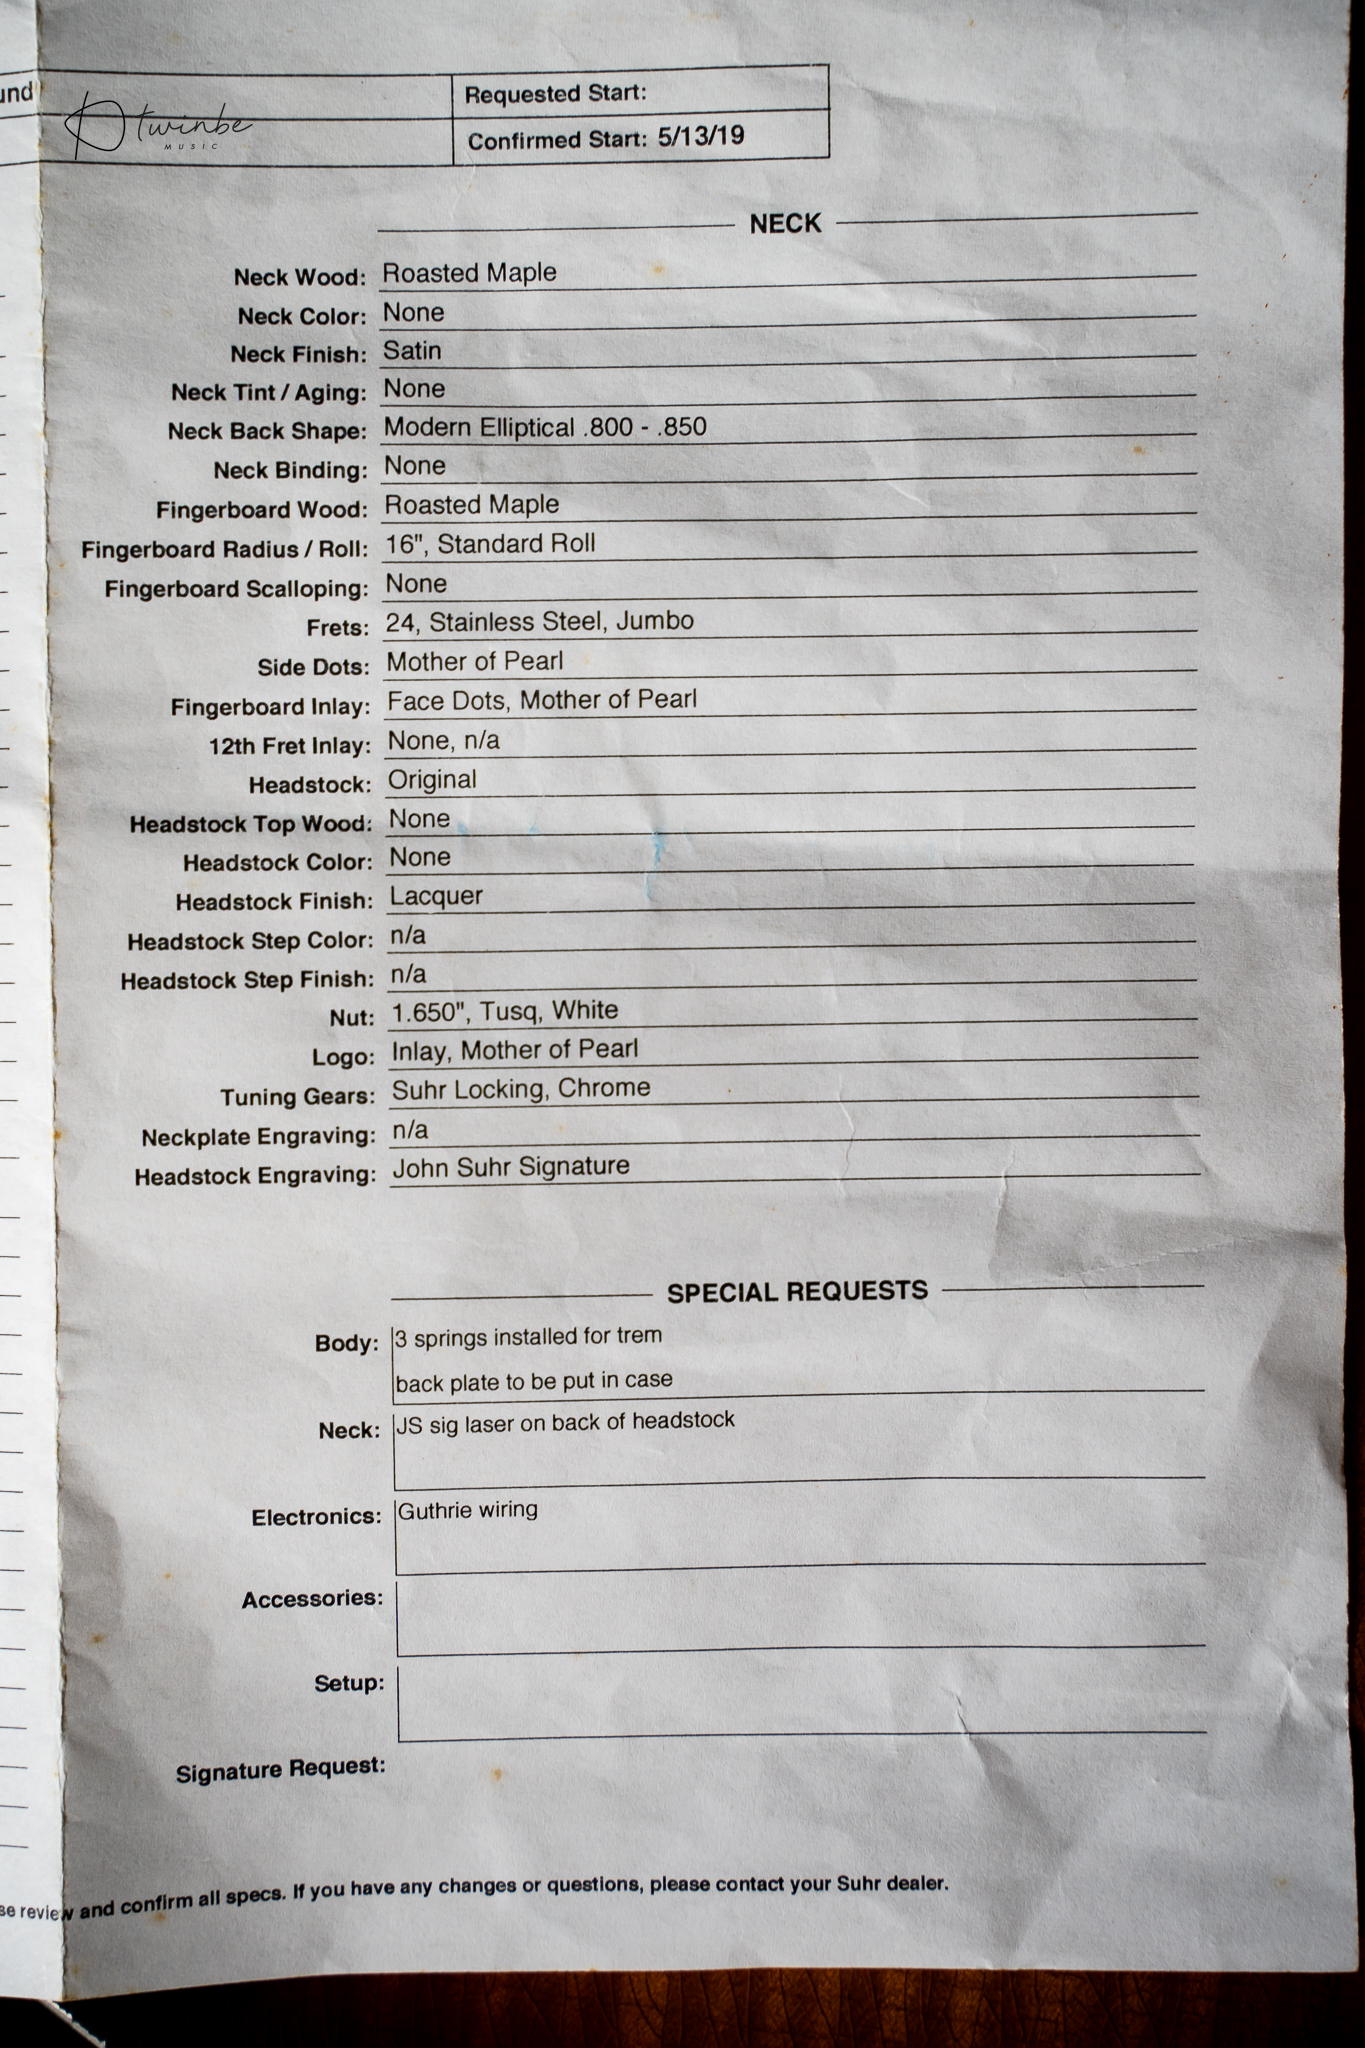 und
twinbe
MUSIC
Requested Start:
Confirmed Start: 5/13/19
NECK
Neck Wood: Roasted Maple
Neck Color: None
Neck Finish: Satin
Neck Tint / Aging: None
Neck Back Shape: Modern Elliptical .800 - .850
Neck Binding: None
Fingerboard Wood: Roasted Maple
Fingerboard Radius / Roll: 16", Standard Roll
Fingerboard Scalloping: None
Frets: 24, Stainless Steel, Jumbo
Side Dots: Mother of Pearl
Fingerboard Inlay: Face Dots, Mother of Pearl
12th Fret Inlay: None, n/a
Headstock: Original
Headstock Top Wood: None
Headstock Color: None
Headstock Finish: Lacquer
Headstock Step Color: n/a
Headstock Step Finish: n/a
Nut: 1.650", Tusq, White
Logo: Inlay, Mother of Pearl
Tuning Gears: Suhr Locking, Chrome
Neckplate Engraving: n/a
Headstock Engraving: John Suhr Signature
SPECIAL REQUESTS
Body: 3 springs installed for trem
back plate to be put in case
Neck: JS sig laser on back of headstock
Electronics: Guthrie wiring
Accessories:
Setup:
Signature Request:
se review and confirm all specs. If you have any changes or questions, please contact your Suhr dealer.